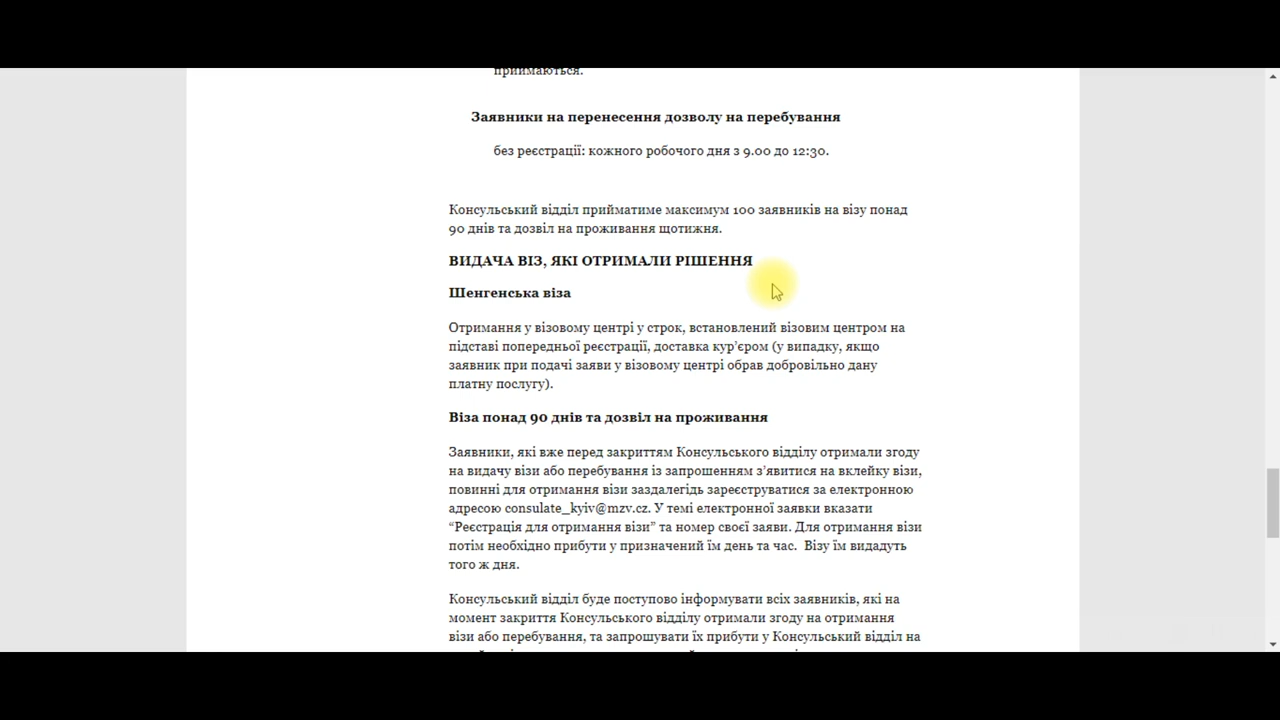 приймаються.
Заявники на перенесення дозволу на перебування
без реєстрації: кожного робочого дня з 9.00 до 12:30.
Консульський відділ прийматиме максимум 100 заявників на візу понад
90 днів та дозвіл на проживання щотижня.
ВИДАЧА ВІЗ, ЯКІ ОТРИМАЛИ РІШЕННЯ
Шенгенська віза
Отримання у візовому центрі у строк, встановлений візовим центром на
підставі попередньої реєстрації, доставка кур’єром (у випадку, якщо
заявник при подачі заяви у візовому центрі обрав добровільно дану
платну послугу).
Віза понад 90 днів та дозвіл на проживання
Заявники, які вже перед закриттям Консульського відділу отримали згоду
на видачу візи або перебування із запрошенням з’явитися на вклейку візи,
повинні для отримання візи заздалегідь зареєструватися за електронною
адресою consulate_kyiv@mzv.cz. У темі електронної заявки вказати
“Реєстрація для отримання візи” та номер своєї заяви. Для отримання візи
потім необхідно прибути у призначений їм день та час.  Візу їм видадуть
того ж дня.
Консульський відділ буде поступово інформувати всіх заявників, які на
момент закриття Консульського відділу отримали згоду на отримання
візи або перебування, та запрошувати їх прибути у Консульський відділ на